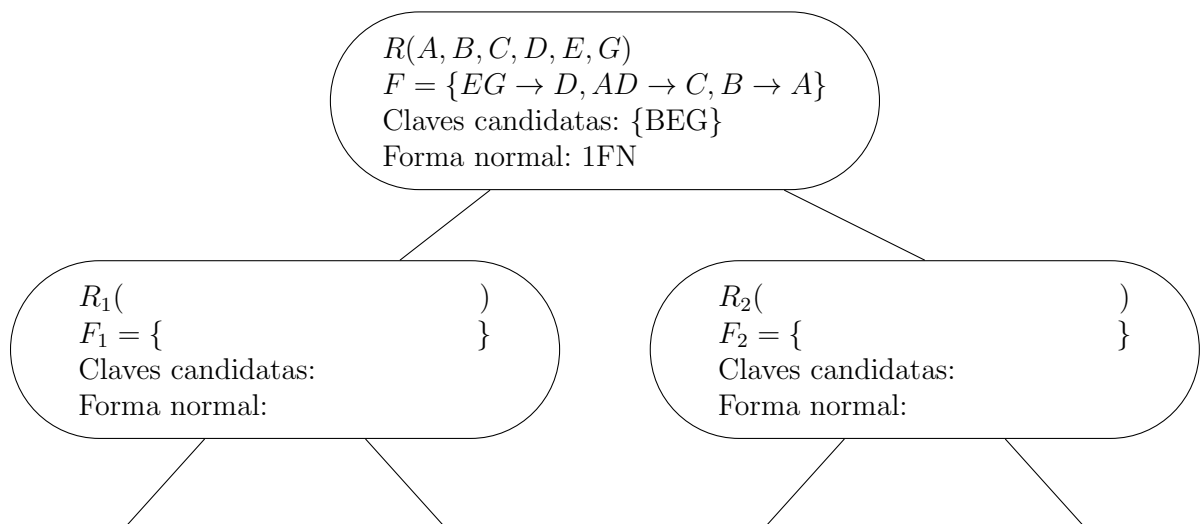 R(A, B, C, D, E, G)
F = {EG → D, AD → C, B → A}
Claves candidatas: {BEG}
Forma normal: 1FN
R₁( )
F₁ = { }
Claves candidatas:
Forma normal:
R₂( )
F₂ = { }
Claves candidatas:
Forma normal: